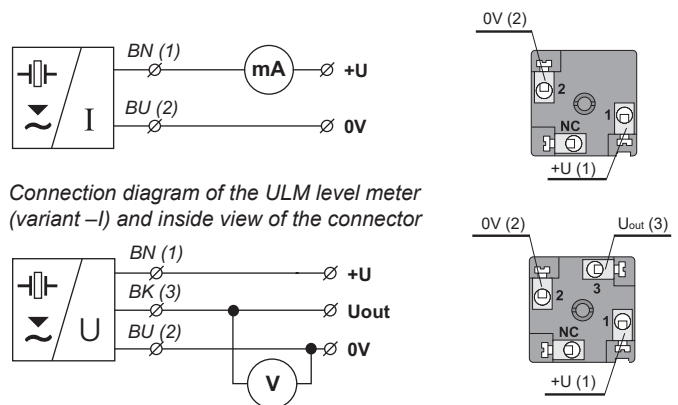 BN (1)
mA
+U
BU (2)
I
0V
0V (2)
2
1
NC
+U (1)
Connection diagram of the ULM level meter
(variant –I) and inside view of the connector
BN (1)
+U
BK (3)
Uout
BU (2)
U
0V
V
0V (2)
Uout (3)
3
2
1
NC
+U (1)